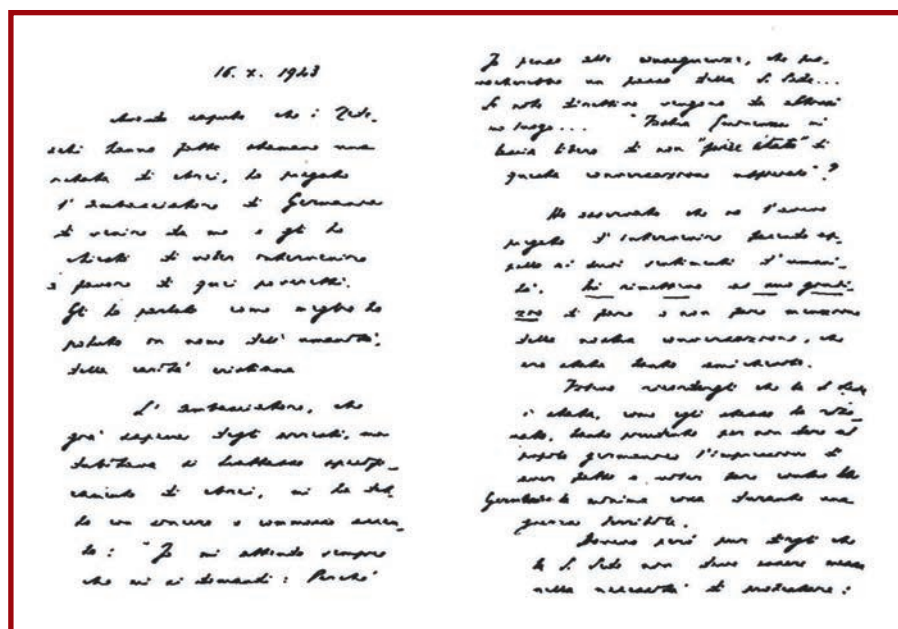 16. X. 1943
Avendo saputo che i Tede-
schi hanno fatto stamane una
retata di ebrei, ho pregato
l'Ambasciatore di Germania
di venire da me e gli ho
chiesto di voler intervenire
a favore di quei poveretti.
Gli ho parlato come meglio ho
potuto in nome dell'umanità,
della carità cristiana
L'Ambasciatore, che
già sapeva degli arresti, ma
dubitava si trattasse specifi-
camente di ebrei, mi ha det-
to con sincero e commosso accen-
to: "Io mi attendo sempre
che mi si domandi: Perché
Io penso alle conseguenze, che pro-
vocherebbe un passo della S. Sede...
Le note direttive vengono da altissi-
mo luogo... "Vostra Eminenza mi
lascia libero di non "faire état" di
questa conversazione ufficiale"?
Ho osservato che io l'avevo
pregato d'intervenire facendo ap-
pello ai suoi sentimenti d'umani-
tà. Mi rimettevo al suo giudi-
zio di fare o non fare menzione
della nostra conversazione, che
era stata tanto amichevole.
Volevo ricordargli che la S. Sede
è stata, come egli stesso ha rile-
vato, tanto prudente per non dare al
popolo germanico l'impressione di
aver fatto o voler fare contro la
Germania la minima cosa durante una
guerra terribile.
Dovevo però pur dirgli che
la S. Sede non deve essere messa
nella necessità di protestare: